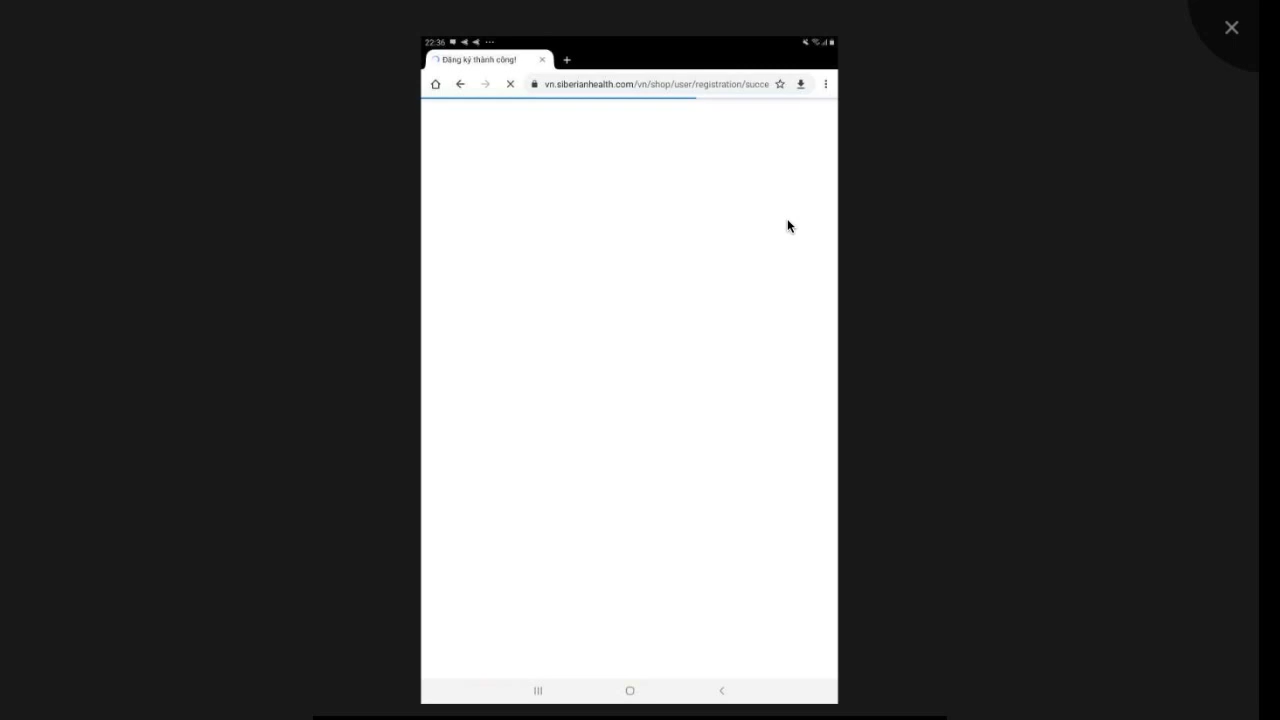 22:36
Đăng ký thành công!
vn.siberianhealth.com/vn/shop/user/registration/succe